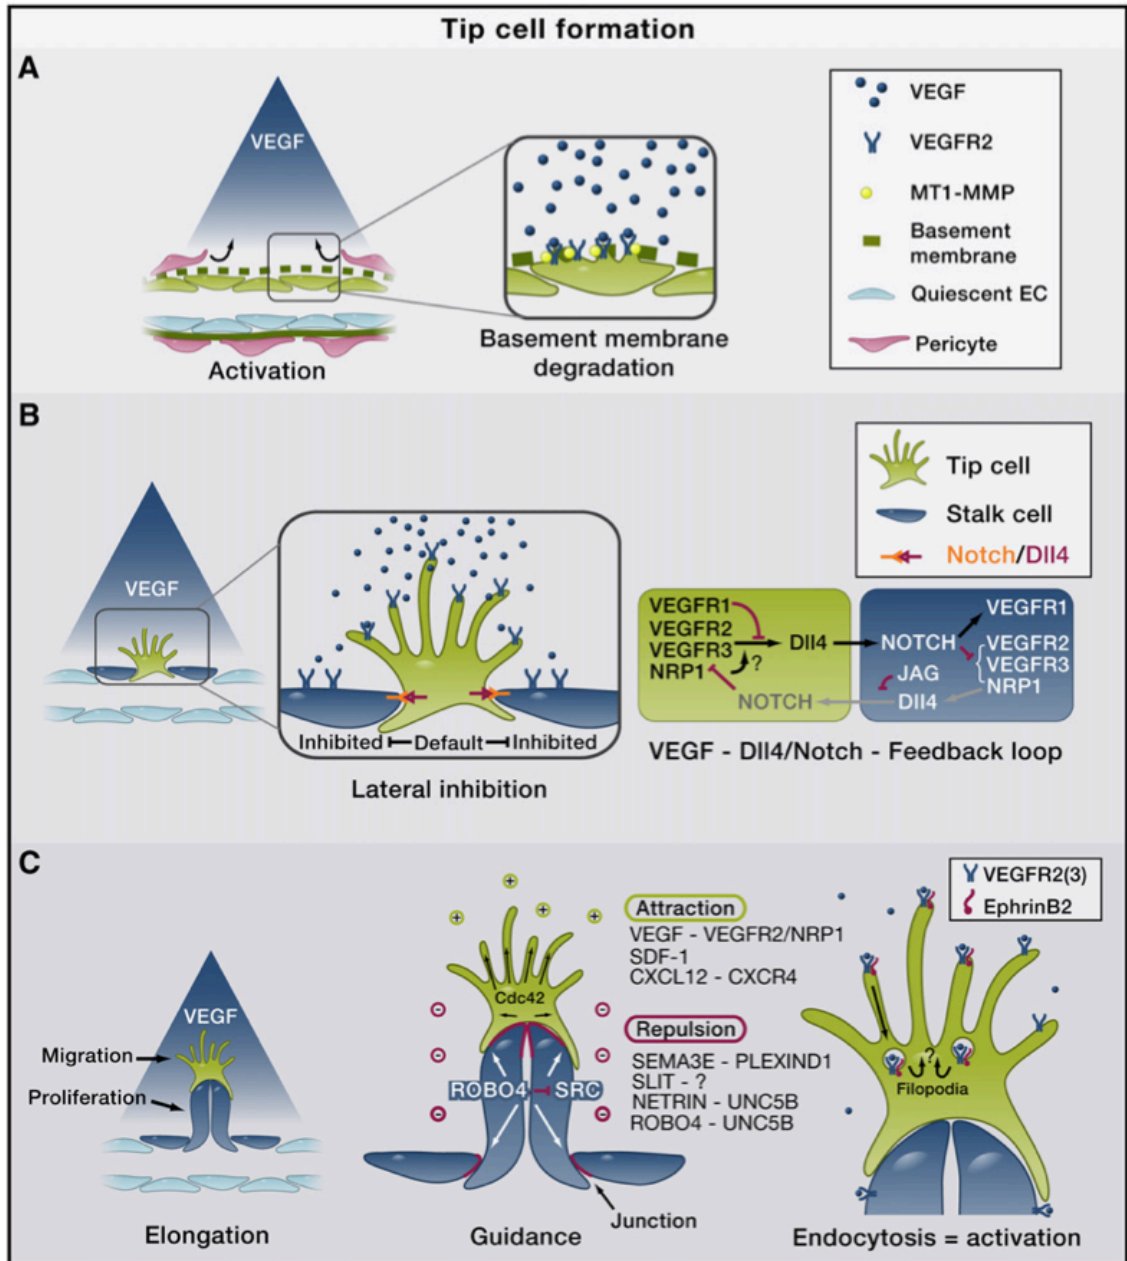 Tip cell formation
A
VEGF
Activation
Basement membrane
degradation
VEGF
VEGFR2
MT1-MMP
Basement
membrane
Quiescent EC
Pericyte
B
VEGF
Inhibited Default Inhibited
Lateral inhibition
Tip cell
Stalk cell
Notch/Dll4
VEGFR1
VEGFR2
VEGFR3
NRP1
?
Dll4
NOTCH
NOTCH
JAG
Dll4
VEGFR1
VEGFR2
VEGFR3
NRP1
VEGF - Dll4/Notch - Feedback loop
C
VEGF
Migration
Proliferation
Elongation
+
+
+
+
Cdc42
-
-
-
-
-
-
ROBO4
SRC
Junction
Guidance
Attraction
VEGF - VEGFR2/NRP1
SDF-1
CXCL12 - CXCR4
Repulsion
SEMA3E - PLEXIND1
SLIT - ?
NETRIN - UNC5B
ROBO4 - UNC5B
VEGFR2(3)
EphrinB2
?
Filopodia
Endocytosis = activation